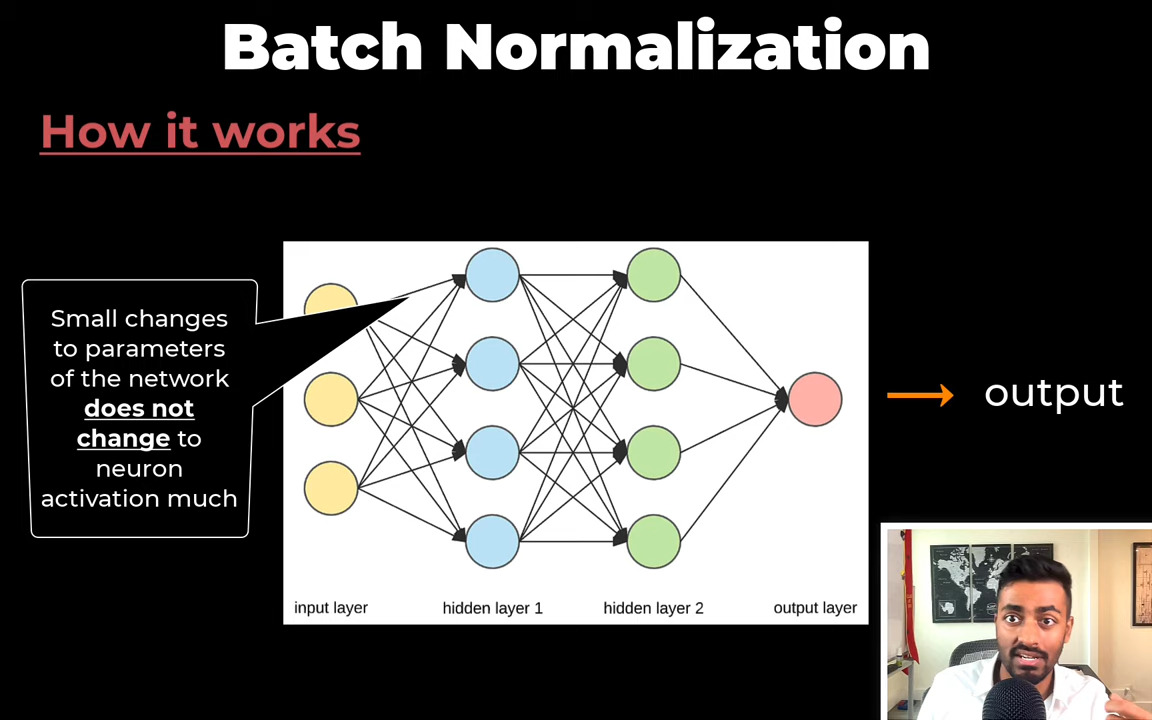 Batch Normalization
How it works
Small changes
to parameters
of the network
does not
change to
neuron
activation much
output
input layer
hidden layer 1
hidden layer 2
output layer